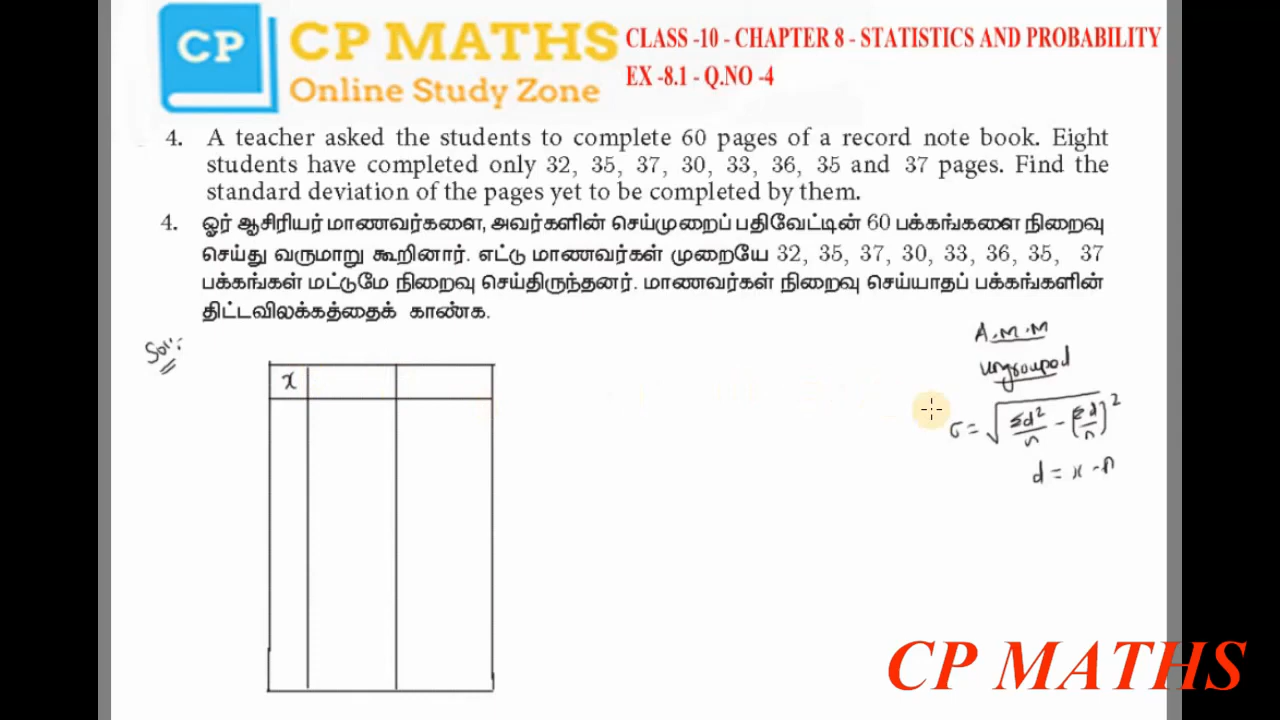 CP
CP MATHS
Online Study Zone
CLASS -10 - CHAPTER 8 - STATISTICS AND PROBABILITY
EX -8.1 - Q.NO -4
4. A teacher asked the students to complete 60 pages of a record note book. Eight
students have completed only 32, 35, 37, 30, 33, 36, 35 and 37 pages. Find the
standard deviation of the pages yet to be completed by them.
4. ஓர் ஆசிரியர் மாணவர்களை, அவர்களின் செய்முறைப் பதிவேட்டின் 60 பக்கங்களை நிறைவு
செய்து வருமாறு கூறினார். எட்டு மாணவர்கள் முறையே 32, 35, 37, 30, 33, 36, 35, 37
பக்கங்கள் மட்டுமே நிறைவு செய்திருந்தனர். மாணவர்கள் நிறைவு செய்யாதப் பக்கங்களின்
திட்டவிலக்கத்தைக் காண்க.
Sol:
x
A.M.M
ungrouped
σ = √ Σd²/n - (Σd/n)²
d = x - A
CP MATHS